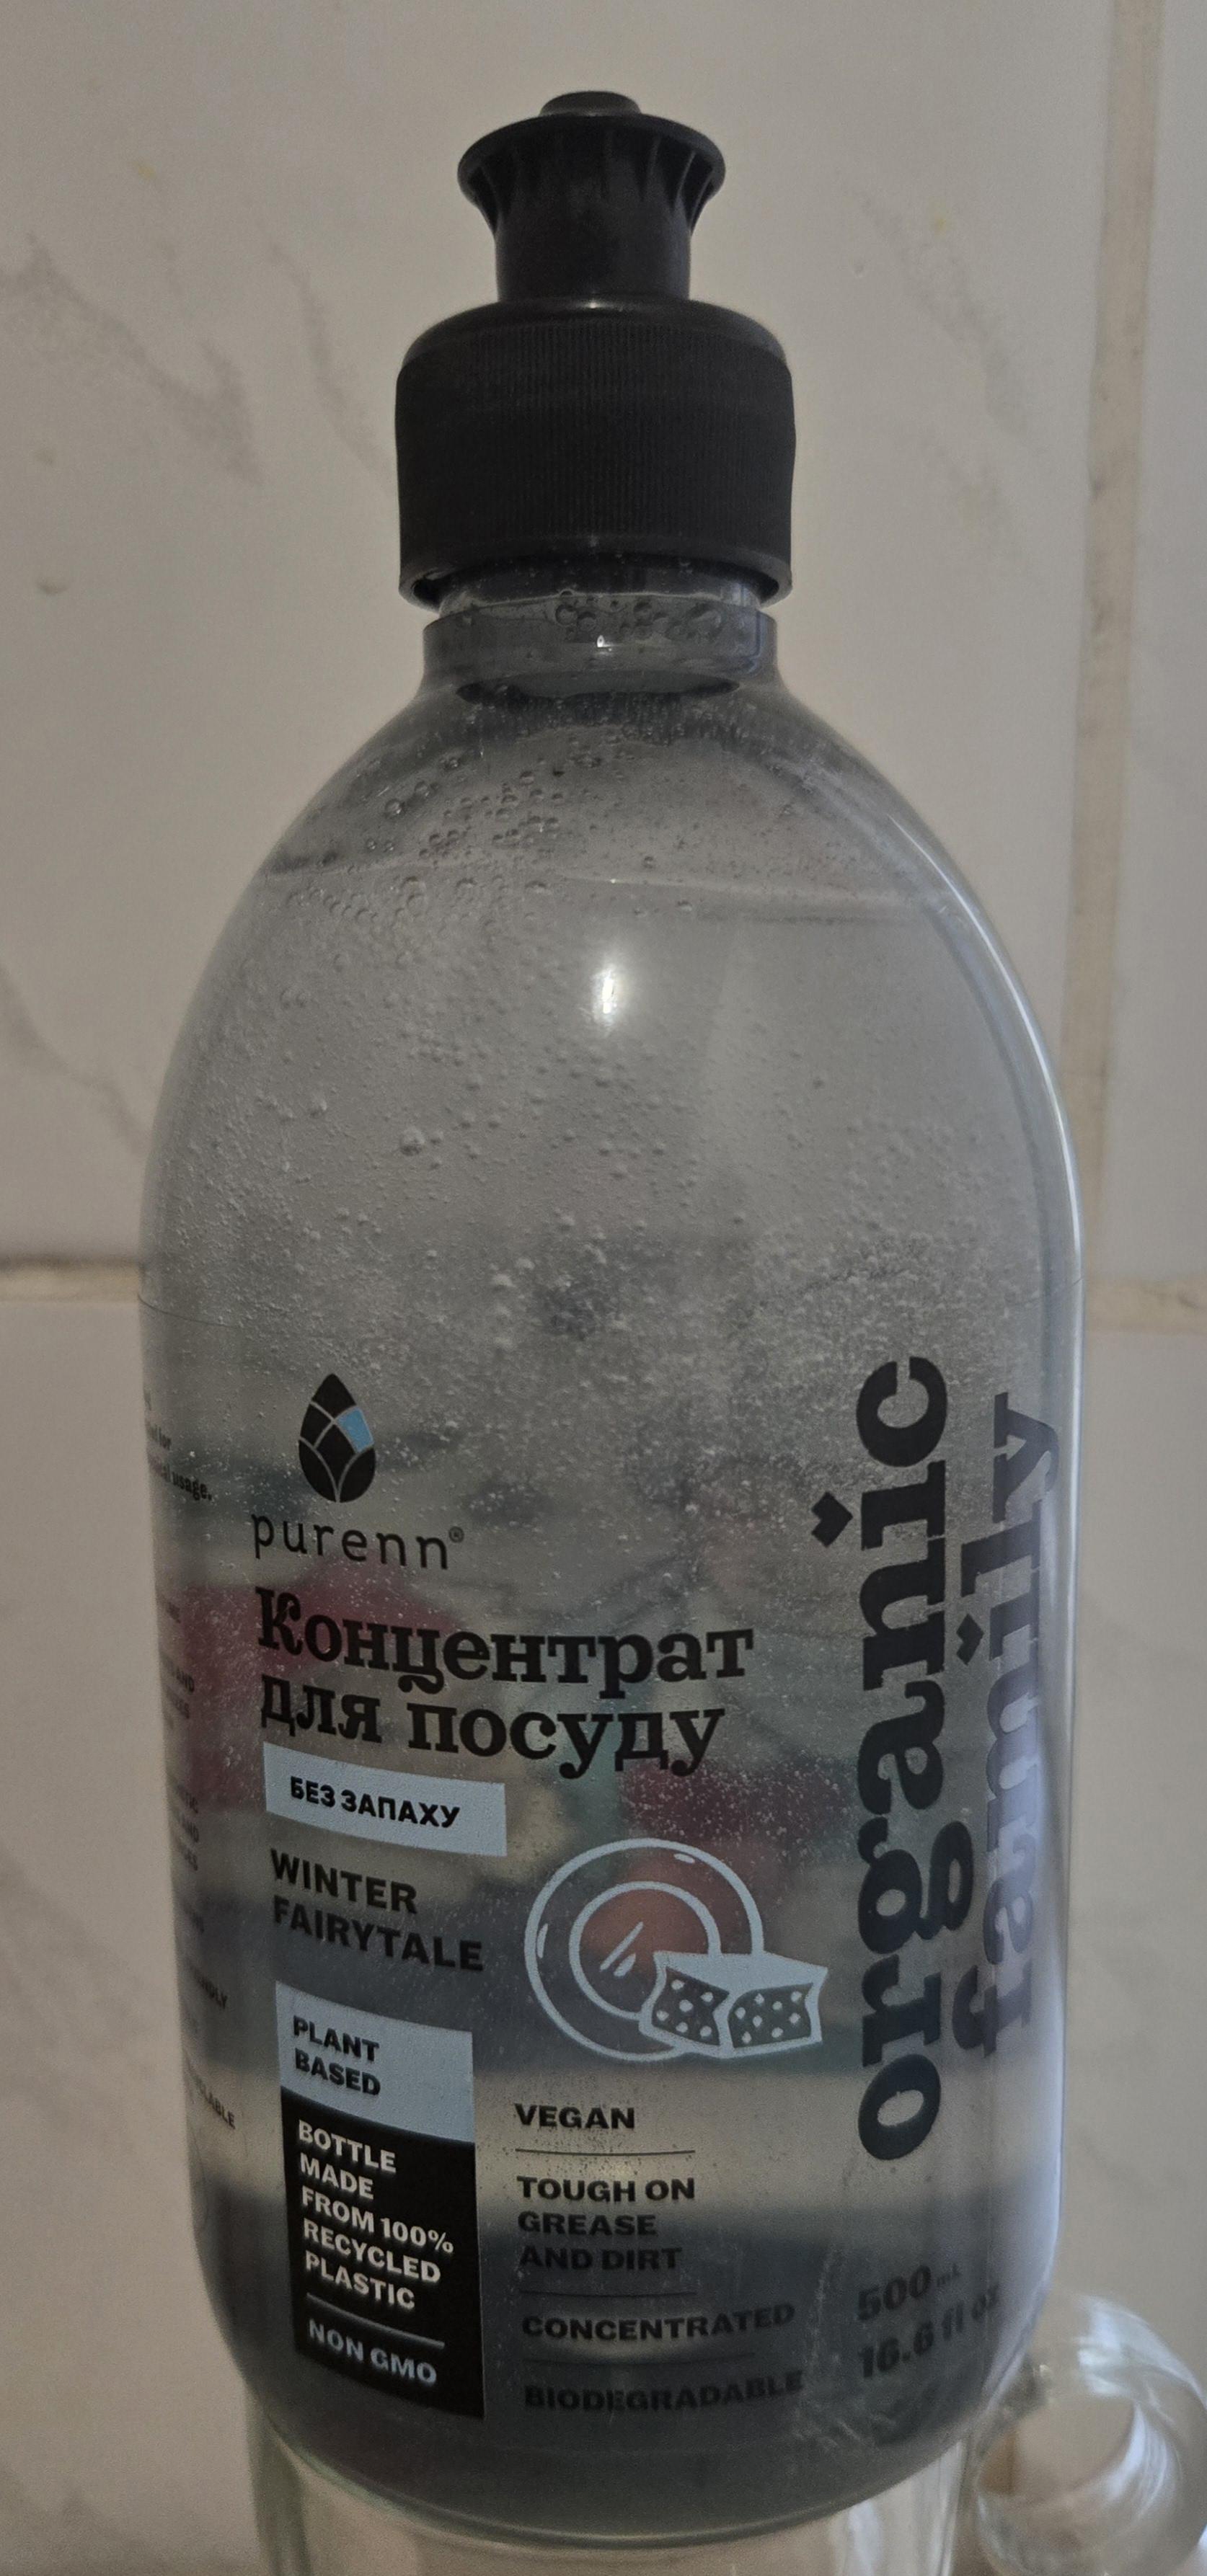 usage.
purenn®
Концентрат
для посуду
БЕЗ ЗАПАХУ
WINTER
FAIRYTALE
PLANT
BASED
BOTTLE
MADE
FROM 100%
RECYCLED
PLASTIC
NON GMO
VEGAN
TOUGH ON
GREASE
AND DIRT
CONCENTRATED
BIODEGRADABLE
organic
family
500 mL
16.6 fl oz